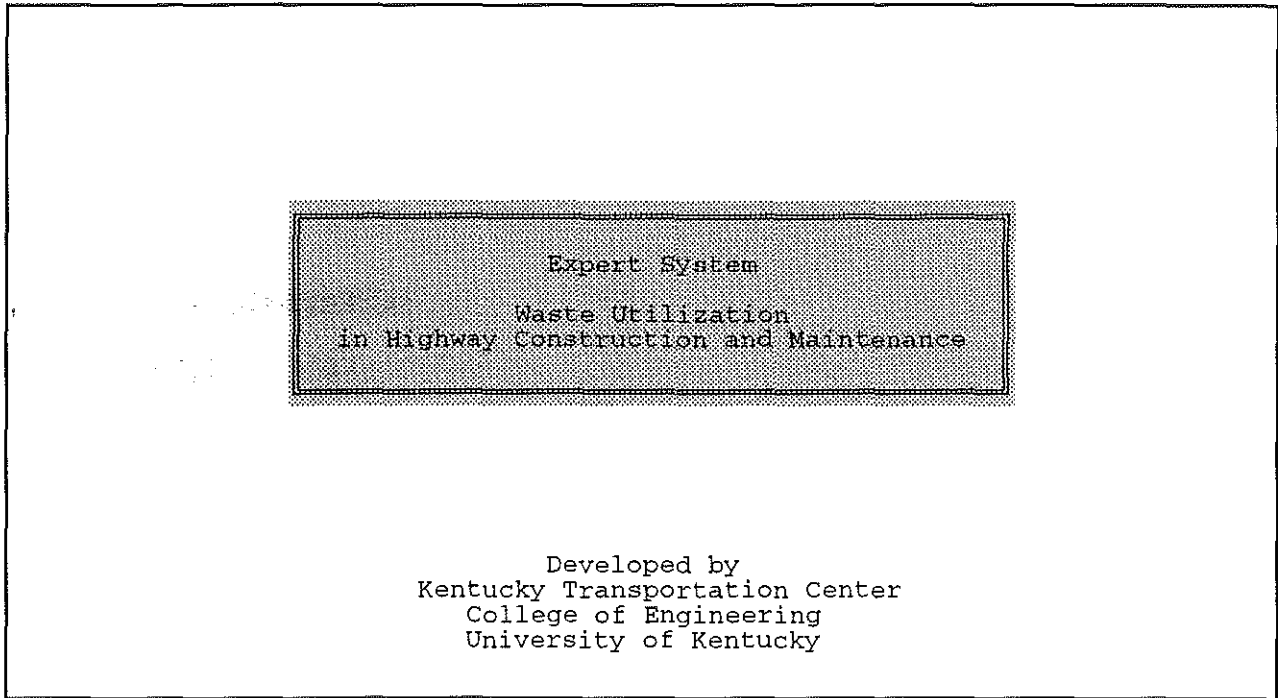 Expert System
Waste Utilization
in Highway Construction and Maintenance
Developed by
Kentucky Transportation Center
College of Engineering
University of Kentucky